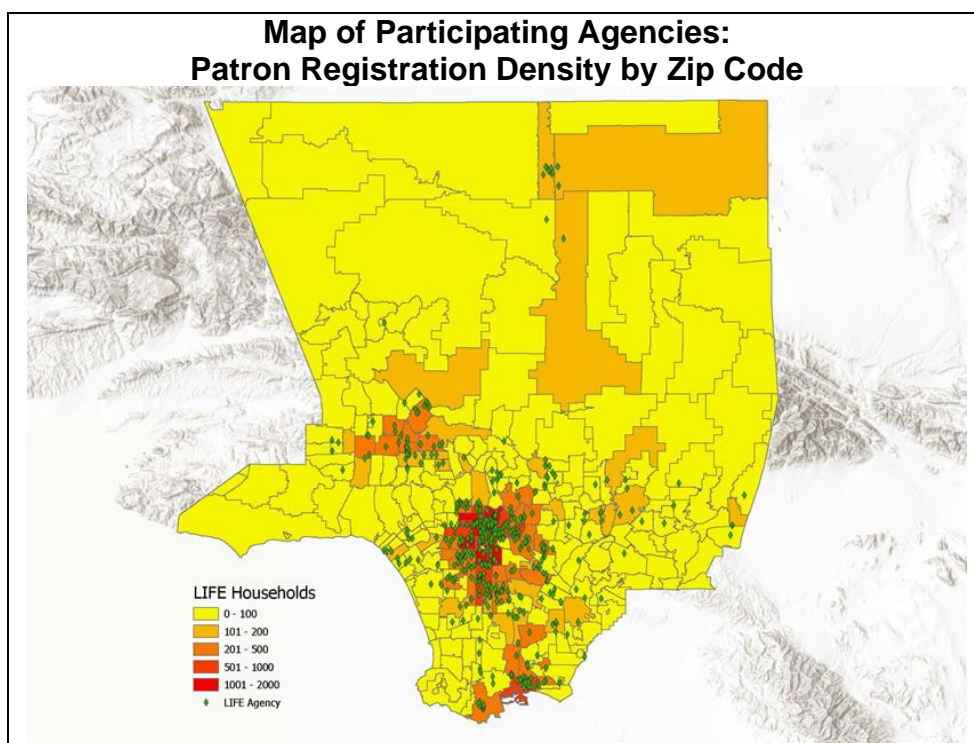 Map of Participating Agencies:
Patron Registration Density by Zip Code
LIFE Households
0 - 100
101 - 200
201 - 500
501 - 1000
1001 - 2000
LIFE Agency